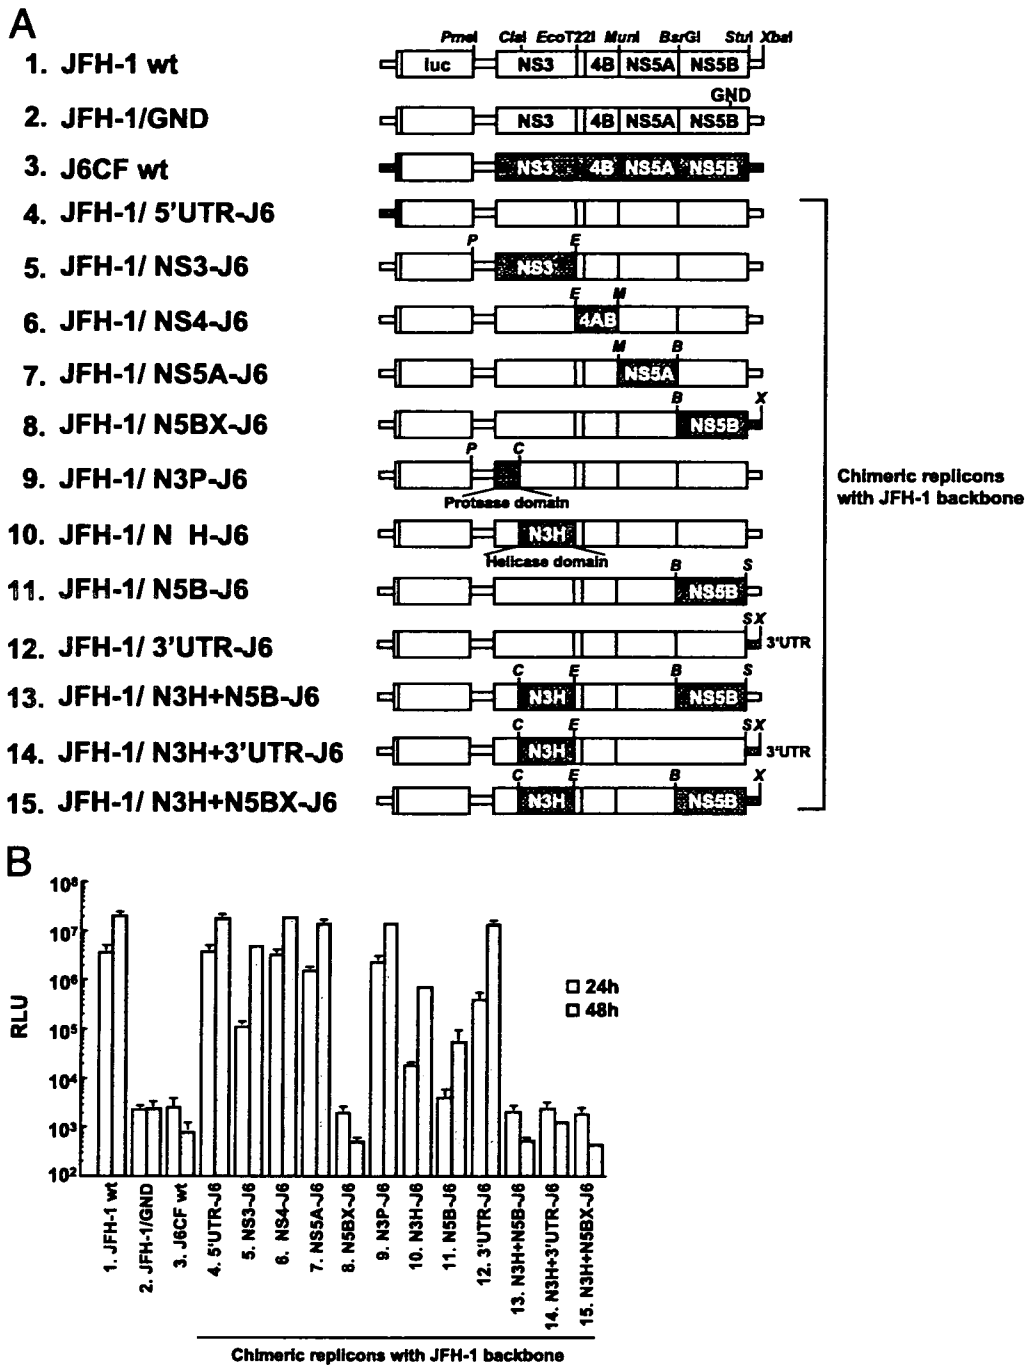 A
PmeI ClaI EcoT22I MunI BsrGI StuI XbaI
1. JFH-1 wt luc NS3 4B NS5A NS5B
GND
2. JFH-1/GND NS3 4B NS5A NS5B
3. J6CF wt NS3 4B NS5A NS5B
4. JFH-1/ 5'UTR-J6
P E
5. JFH-1/ NS3-J6 NS3
E M
6. JFH-1/ NS4-J6 4AB
M B
7. JFH-1/ NS5A-J6 NS5A
B X
8. JFH-1/ N5BX-J6 NS5B
P C
9. JFH-1/ N3P-J6
Protease domain
10. JFH-1/ N H-J6 N3H
Helicase domain
B S
11. JFH-1/ N5B-J6 NS5B
S X
12. JFH-1/ 3'UTR-J6 3'UTR
C E B S
13. JFH-1/ N3H+N5B-J6 N3H NS5B
C E S X
14. JFH-1/ N3H+3'UTR-J6 N3H 3'UTR
C E B X
15. JFH-1/ N3H+N5BX-J6 N3H NS5B
Chimeric replicons
with JFH-1 backbone
B
RLU
10⁸
10⁷
10⁶
10⁵
10⁴
10³
10²
24h
48h
1. JFH-1 wt
2. JFH-1/GND
3. J6CF wt
4. 5'UTR-J6
5. NS3-J6
6. NS4-J6
7. NS5A-J6
8. N5BX-J6
9. N3P-J6
10. N3H-J6
11. N5B-J6
12. 3'UTR-J6
13. N3H+N5B-J6
14. N3H+3'UTR-J6
15. N3H+N5BX-J6
Chimeric replicons with JFH-1 backbone